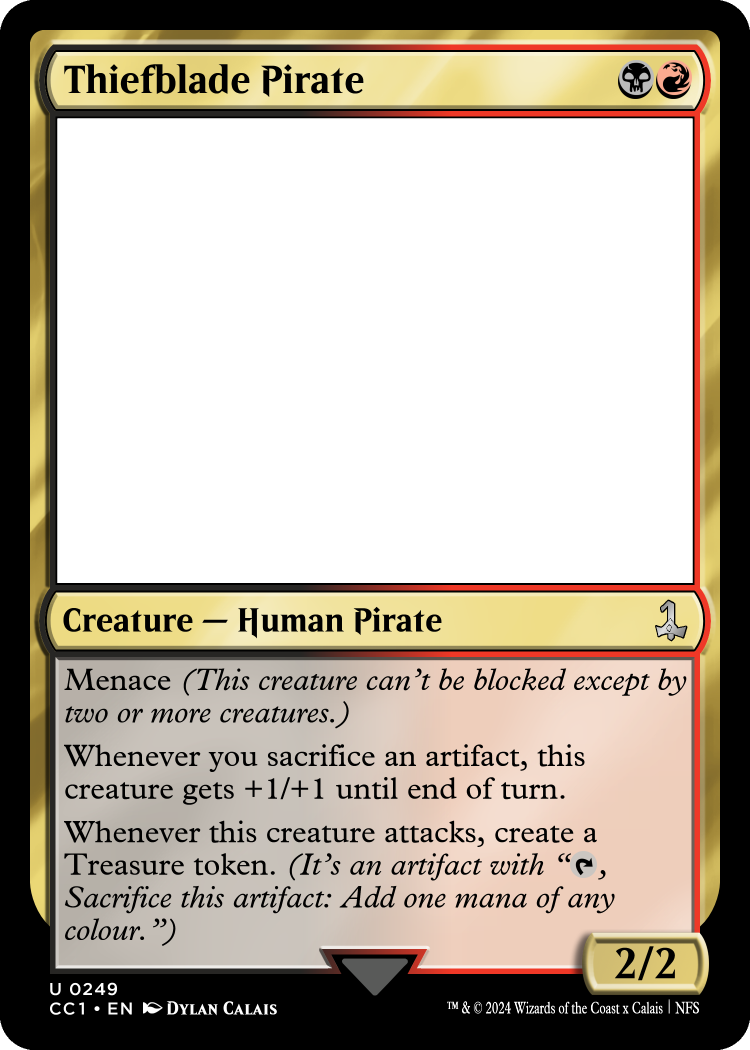 Thiefblade Pirate
Creature — Human Pirate
1
Menace (This creature can't be blocked except by
two or more creatures.)
Whenever you sacrifice an artifact, this
creature gets +1/+1 until end of turn.
Whenever this creature attacks, create a
Treasure token. (It's an artifact with “,
Sacrifice this artifact: Add one mana of any
colour.”)
2/2
U 0249
CC1 • EN DYLAN CALAIS
™ & © 2024 Wizards of the Coast x Calais | NFS